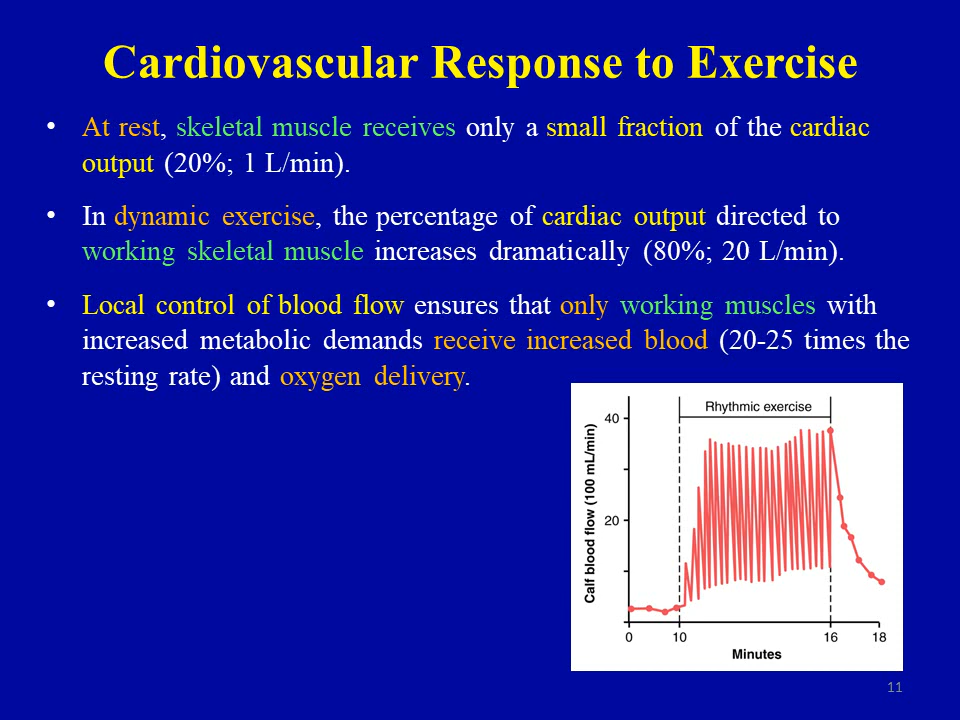 Cardiovascular Response to Exercise
• At rest, skeletal muscle receives only a small fraction of the cardiac
output (20%; 1 L/min).
• In dynamic exercise, the percentage of cardiac output directed to
working skeletal muscle increases dramatically (80%; 20 L/min).
• Local control of blood flow ensures that only working muscles with
increased metabolic demands receive increased blood (20-25 times the
resting rate) and oxygen delivery.
Rhythmic exercise
Calf blood flow (100 mL/min)
40
20
0 10 16 18
Minutes
11